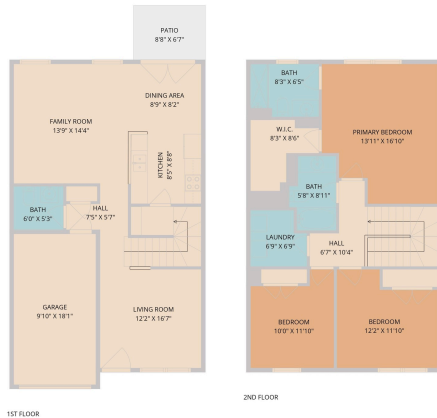 PATIO
8'8" X 6'7"
DINING AREA
8'9" X 8'2"
FAMILY ROOM
13'9" X 14'4"
KITCHEN
8'5" X 8'8"
BATH
6'0" X 5'3"
HALL
7'5" X 5'7"
GARAGE
9'10" X 18'1"
LIVING ROOM
12'2" X 16'7"
1ST FLOOR
BATH
8'3" X 6'5"
W.I.C.
8'3" X 8'6"
PRIMARY BEDROOM
13'11" X 16'10"
BATH
5'8" X 8'11"
LAUNDRY
6'9" X 6'9"
HALL
6'7" X 10'4"
BEDROOM
10'0" X 11'10"
BEDROOM
12'2" X 11'10"
2ND FLOOR